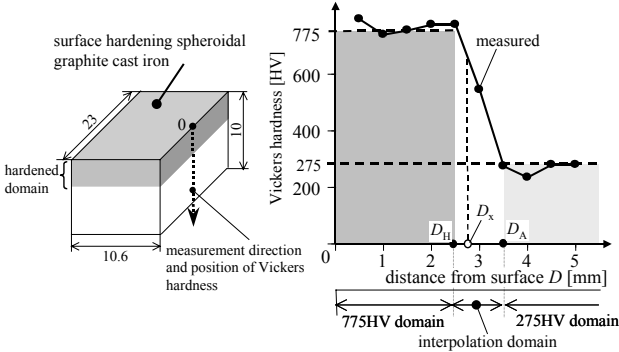 surface hardening spheroidal
graphite cast iron
23
0
10
hardened
domain
10.6
measurement direction
and position of Vickers
hardness
Vickers hardness [HV]
775
600
400
275
200
measured
D_H
D_x
D_A
0 1 2 3 4 5
distance from surface D [mm]
775HV domain
275HV domain
interpolation domain